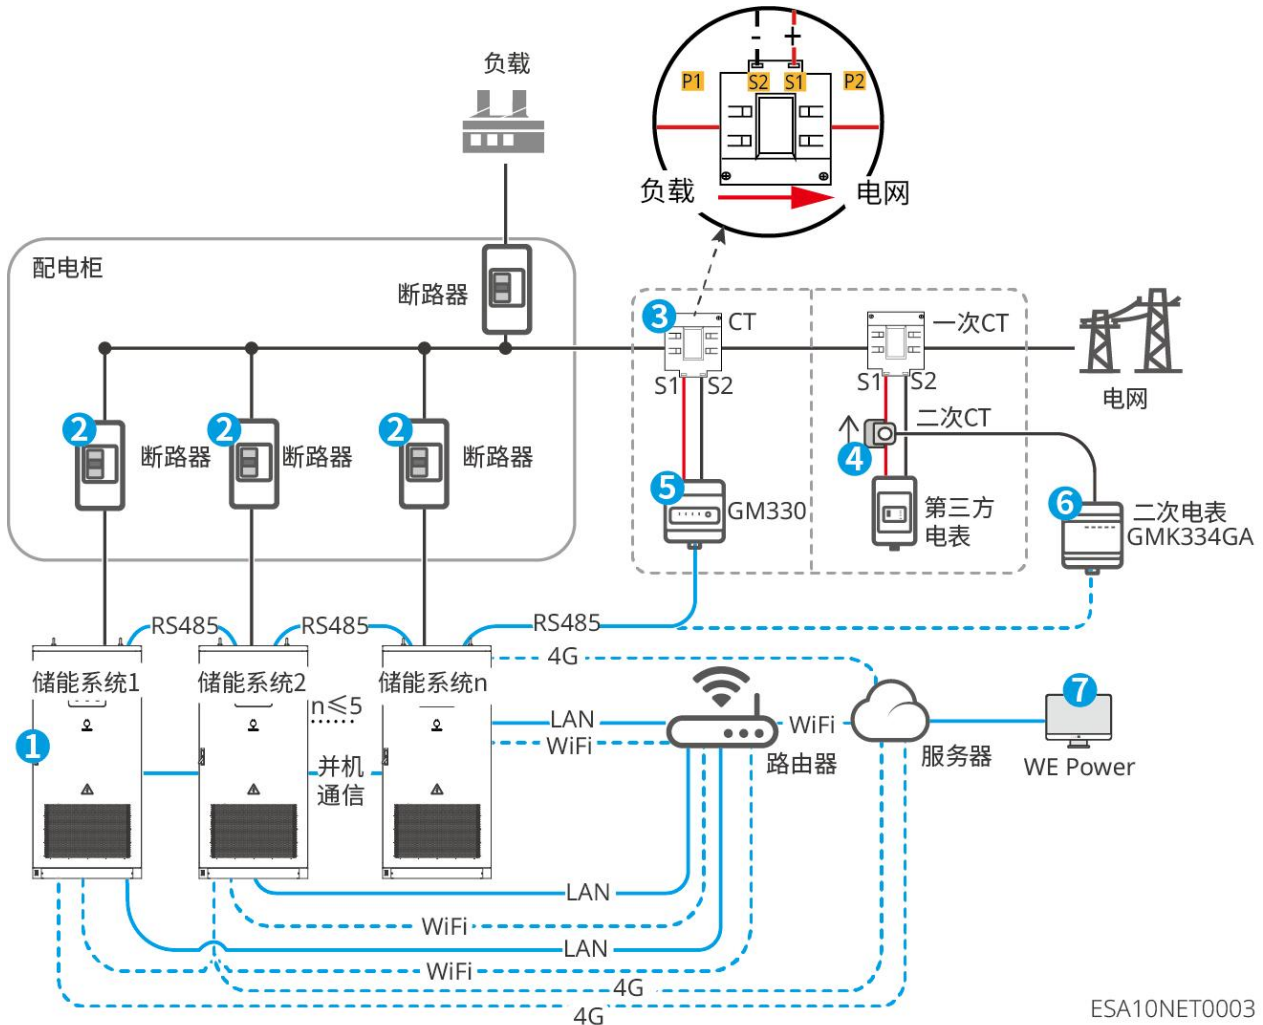 负载
- +
P1 S2 S1 P2
负载 电网
配电柜
断路器
3 CT
一次CT
S1 S2
S1 S2
电网
二次CT
2 断路器
2 断路器
2 断路器
4
5 GM330
第三方
电表
6 二次电表
GMK334GA
RS485
RS485
RS485
4G
储能系统1
储能系统2
储能系统n
n≤5
······
1
并机
通信
LAN
WiFi
路由器
WiFi
服务器
7
WE Power
LAN
WiFi
LAN
WiFi
4G
4G
ESA10NET0003